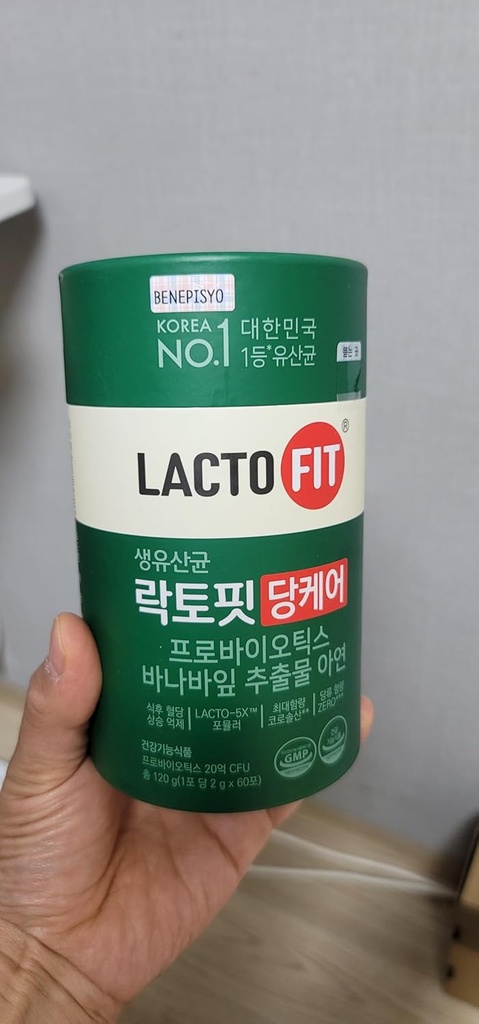 BENEPISYO
KOREA NO.1
대한민국
1등*유산균
LACTO FIT®
생유산균
락토핏 당케어
프로바이오틱스
바나바잎 추출물 아연
식후 혈당
상승 억제
LACTO-5X™
포뮬러
최대함량
코로솔산**
당류 함량
ZERO***
건강기능식품
프로바이오틱스 20억 CFU
총 120 g(1포 당 2 g x 60포)
GMP